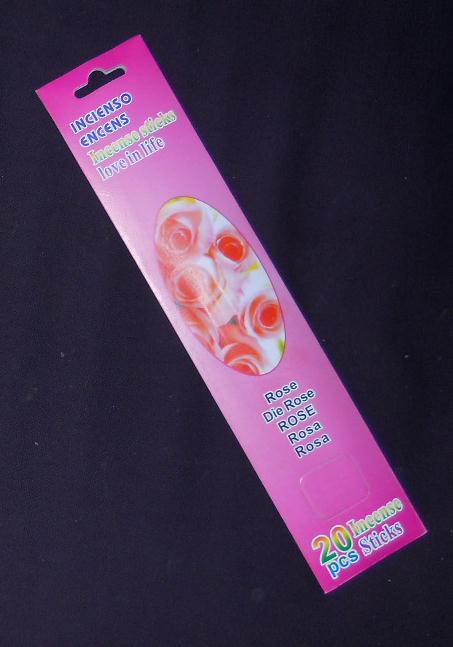 INCIENSO
ENCENS
Incense sticks
love in life
Rose
Die Rose
ROSE
Rosa
Rosa
20 Incense
pcs Sticks